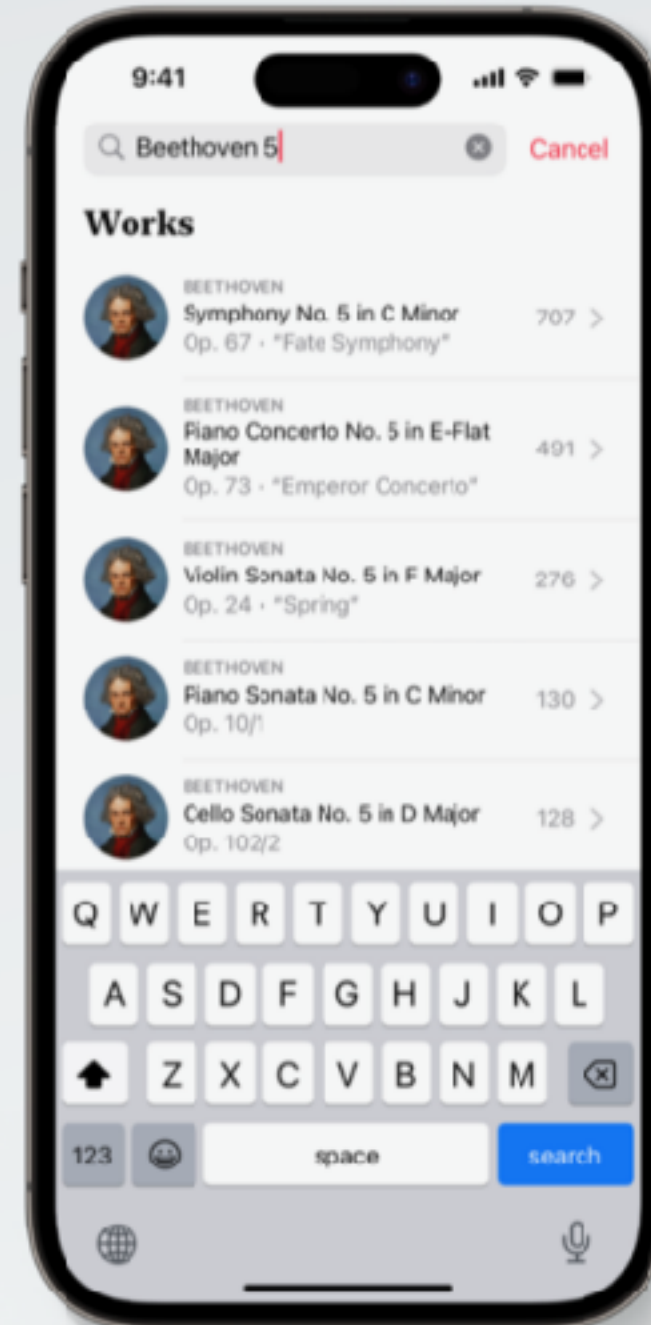 9:41
Beethoven 5
Cancel
Works
BEETHOVEN
Symphony No. 5 in C Minor
707
Op. 67 · "Fate Symphony"
BEETHOVEN
Piano Concerto No. 5 in E-Flat
Major
491
Op. 73 · "Emperor Concerto"
BEETHOVEN
Violin Sonata No. 5 in F Major
276
Op. 24 · "Spring"
BEETHOVEN
Piano Sonata No. 5 in C Minor
130
Op. 10/1
BEETHOVEN
Cello Sonata No. 5 in D Major
128
Op. 102/2
Q W E R T Y U I O P
A S D F G H J K L
Z X C V B N M
123 space search